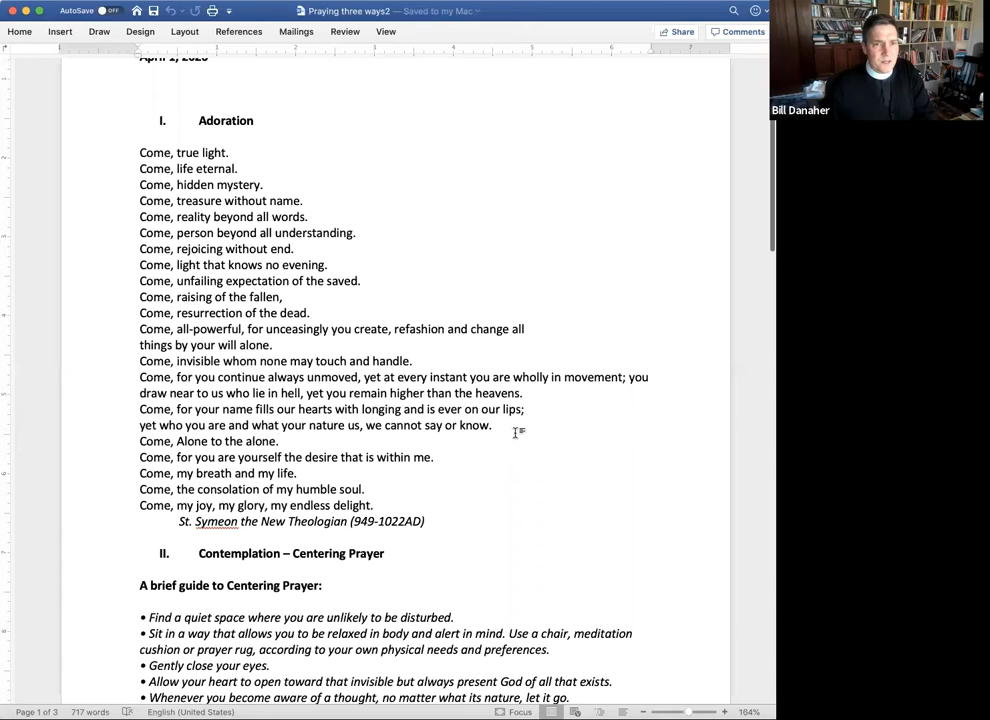 AutoSave OFF
Praying three ways2 — Saved to my Mac
Home Insert Draw Design Layout References Mailings Review View Share Comments
April 1, 2020
I. Adoration
Come, true light.
Come, life eternal.
Come, hidden mystery.
Come, treasure without name.
Come, reality beyond all words.
Come, person beyond all understanding.
Come, rejoicing without end.
Come, light that knows no evening.
Come, unfailing expectation of the saved.
Come, raising of the fallen,
Come, resurrection of the dead.
Come, all-powerful, for unceasingly you create, refashion and change all
things by your will alone.
Come, invisible whom none may touch and handle.
Come, for you continue always unmoved, yet at every instant you are wholly in movement; you
draw near to us who lie in hell, yet you remain higher than the heavens.
Come, for your name fills our hearts with longing and is ever on our lips;
yet who you are and what your nature us, we cannot say or know.
Come, Alone to the alone.
Come, for you are yourself the desire that is within me.
Come, my breath and my life.
Come, the consolation of my humble soul.
Come, my joy, my glory, my endless delight.
St. Symeon the New Theologian (949-1022AD)
II. Contemplation – Centering Prayer
A brief guide to Centering Prayer:
• Find a quiet space where you are unlikely to be disturbed.
• Sit in a way that allows you to be relaxed in body and alert in mind. Use a chair, meditation
cushion or prayer rug, according to your own physical needs and preferences.
• Gently close your eyes.
• Allow your heart to open toward that invisible but always present God of all that exists.
• Whenever you become aware of a thought, no matter what its nature, let it go.
Page 1 of 3 717 words English (United States) Focus 164%
Bill Danaher